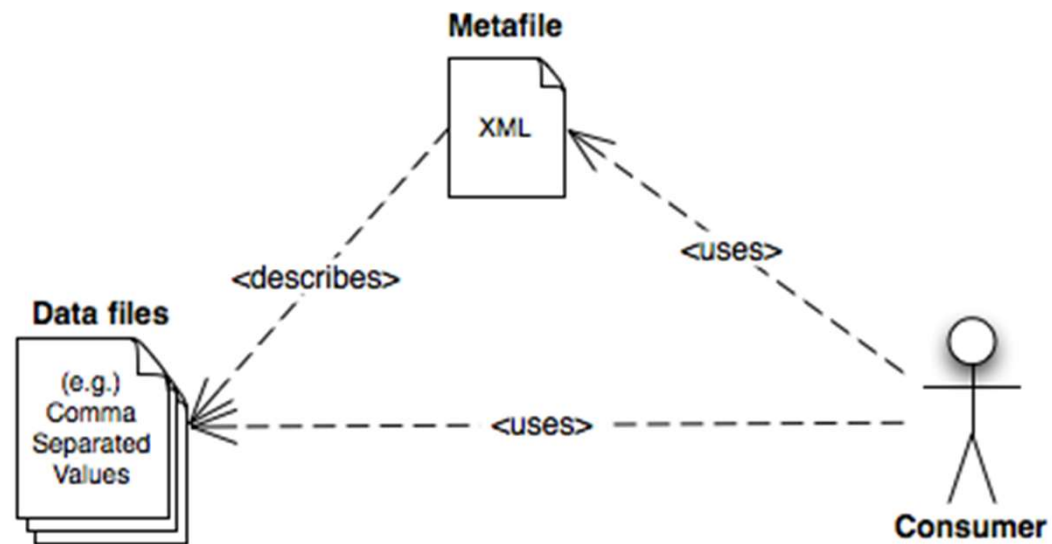 Metafile
XML
<uses>
<describes>
Data files
(e.g.)
Comma
Separated
Values
<uses>
Consumer